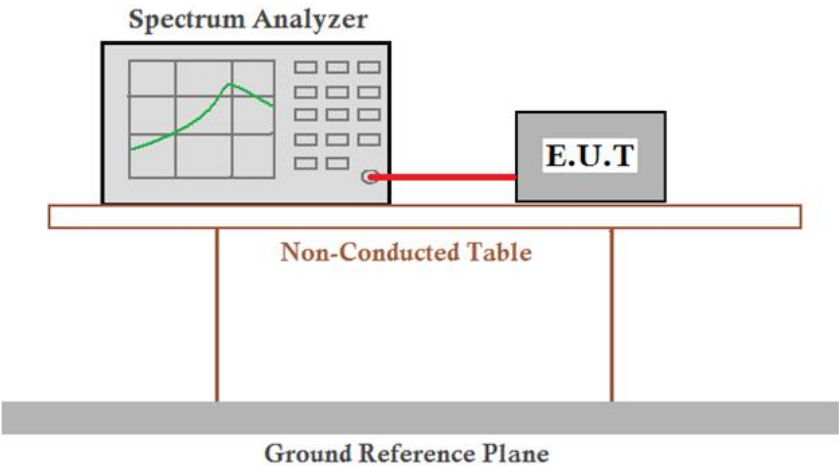 Spectrum Analyzer
E.U.T
Non-Conducted Table
Ground Reference Plane